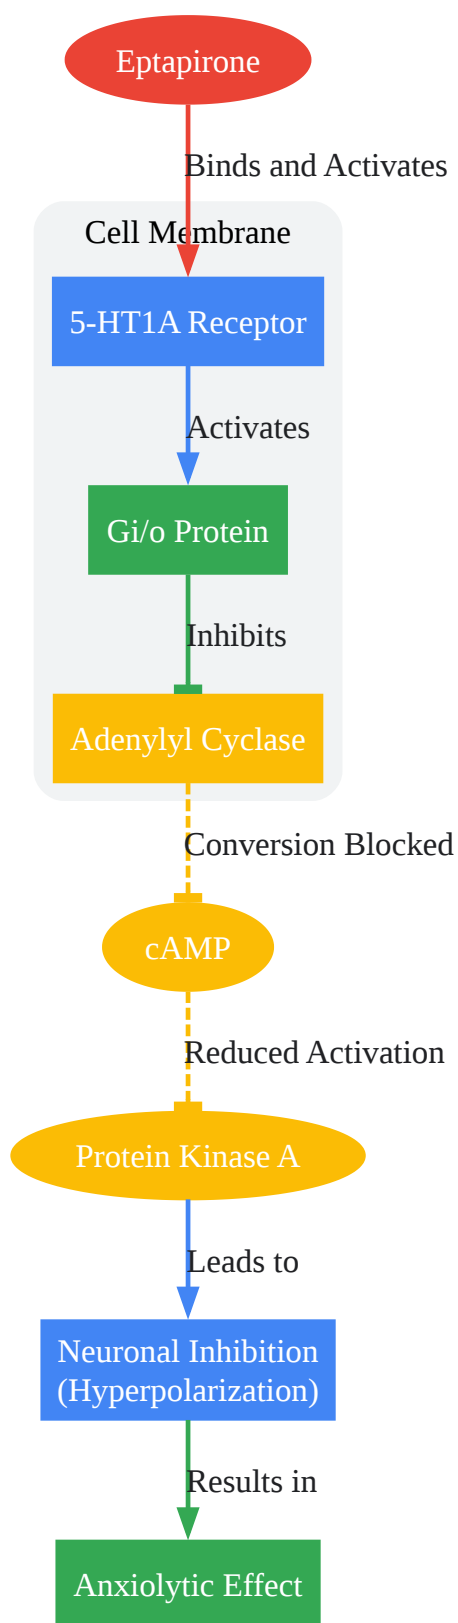 Eptapirone
Binds and Activates
Cell Membrane
5-HT1A Receptor
Activates
Gi/o Protein
Inhibits
Adenylyl Cyclase
Conversion Blocked
cAMP
Reduced Activation
Protein Kinase A
Leads to
Neuronal Inhibition
(Hyperpolarization)
Results in
Anxiolytic Effect